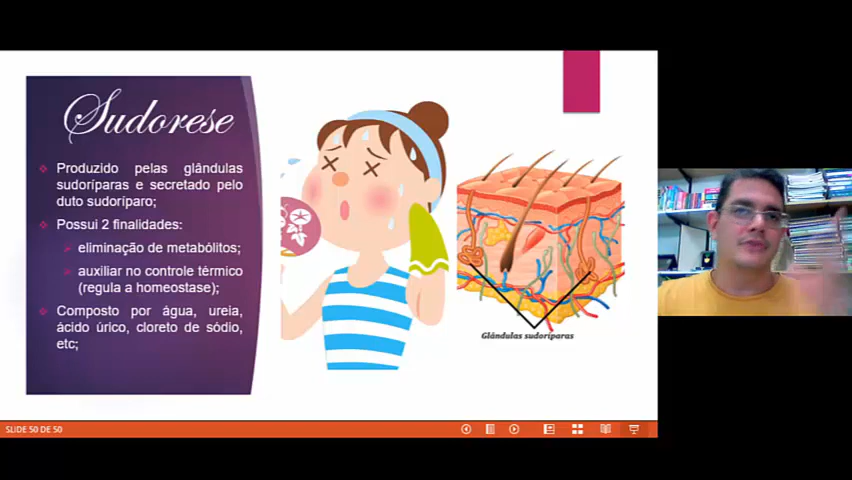 Sudorese
Produzido pelas glândulas
sudoríparas e secretado pelo
duto sudoríparo;
Possui 2 finalidades:
eliminação de metabólitos;
auxiliar no controle térmico
(regula a homeostase);
Composto por água, ureia,
ácido úrico, cloreto de sódio,
etc;
Glândulas sudoríparas
SLIDE 50 DE 50